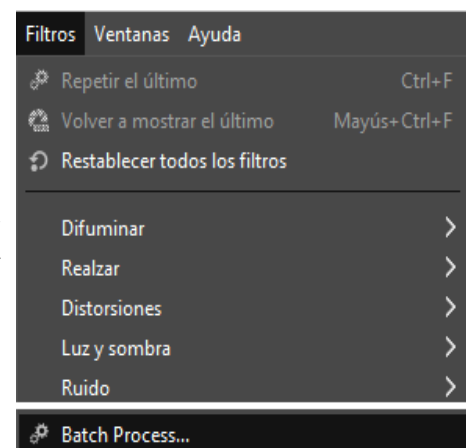 Filtros Ventanas Ayuda
Repetir el último Ctrl+F
Volver a mostrar el último Mayús+Ctrl+F
Restablecer todos los filtros
Difuminar
Realzar
Distorsiones
Luz y sombra
Ruido
Batch Process...